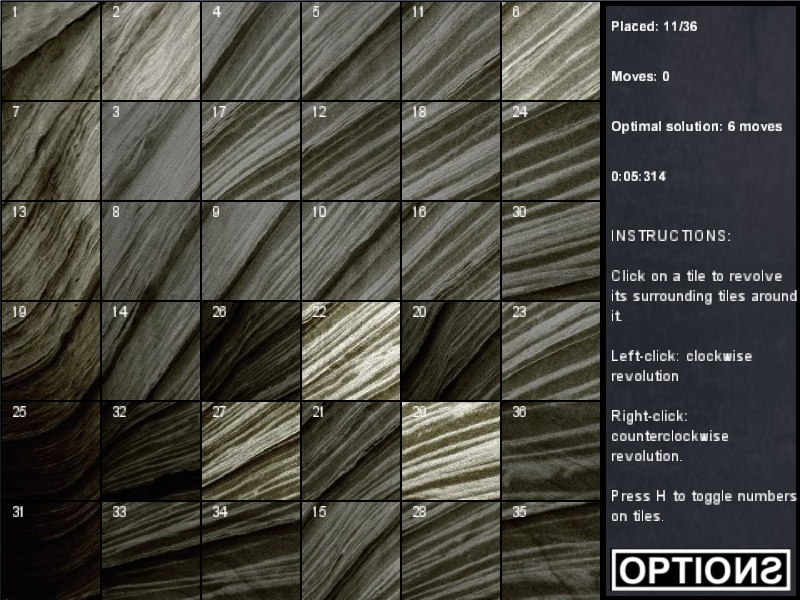 1 2 4 5 11 6
7 3 17 12 18 24
13 8 9 10 16 30
19 14 26 22 20 23
25 32 27 21 29 36
31 33 34 15 28 35
Placed: 11/36
Moves: 0
Optimal solution: 6 moves
0:05:314
INSTRUCTIONS:
Click on a tile to revolve
its surrounding tiles around
it.
Left-click: clockwise
revolution
Right-click:
counterclockwise
revolution.
Press H to toggle numbers
on tiles.
OPTIONS